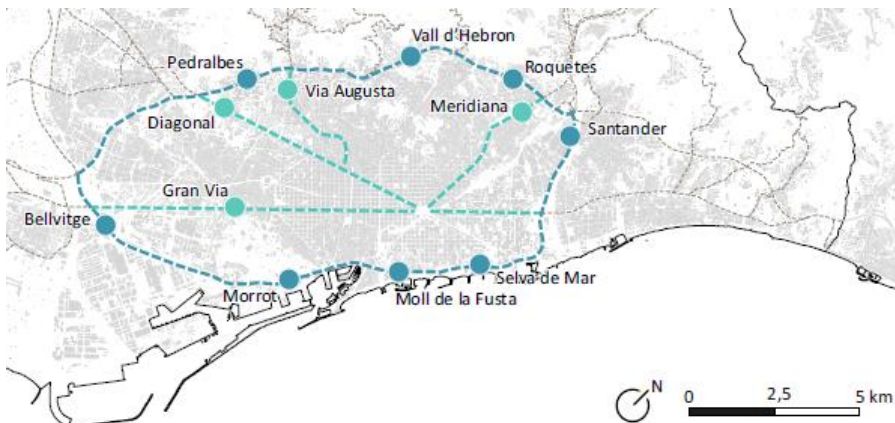 Vall d’Hebron
Pedralbes
Roquetes
Via Augusta
Meridiana
Diagonal
Santander
Gran Via
Bellvitge
Selva de Mar
Morrot
Moll de la Fusta
N
0 2,5 5 km